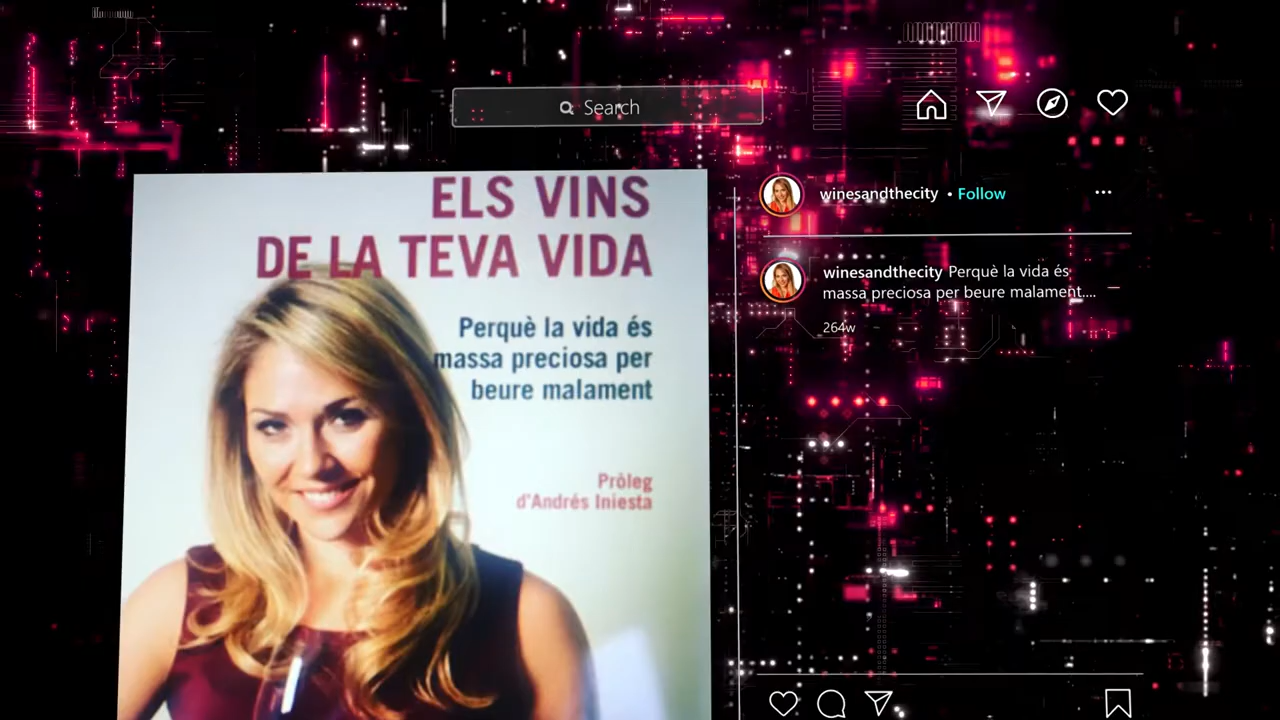 Search
ELS VINS
DE LA TEVA VIDA
Perquè la vida és
massa preciosa per
beure malament
Pròleg
d'Andrés Iniesta
winesandthecity • Follow
winesandthecity Perquè la vida és
massa preciosa per beure malament....
264w